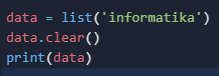 data = list('informatika')
data.clear()
print(data)